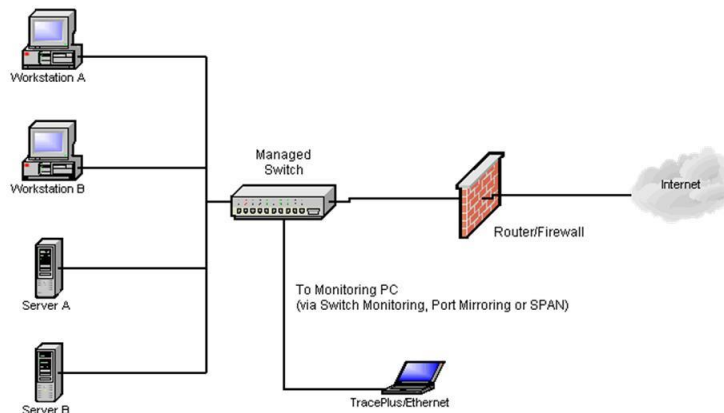 Workstation A
Workstation B
Managed
Switch
Internet
Router/Firewall
To Monitoring PC
(via Switch Monitoring, Port Mirroring or SPAN)
Server A
TracePlus/Ethernet
Server B